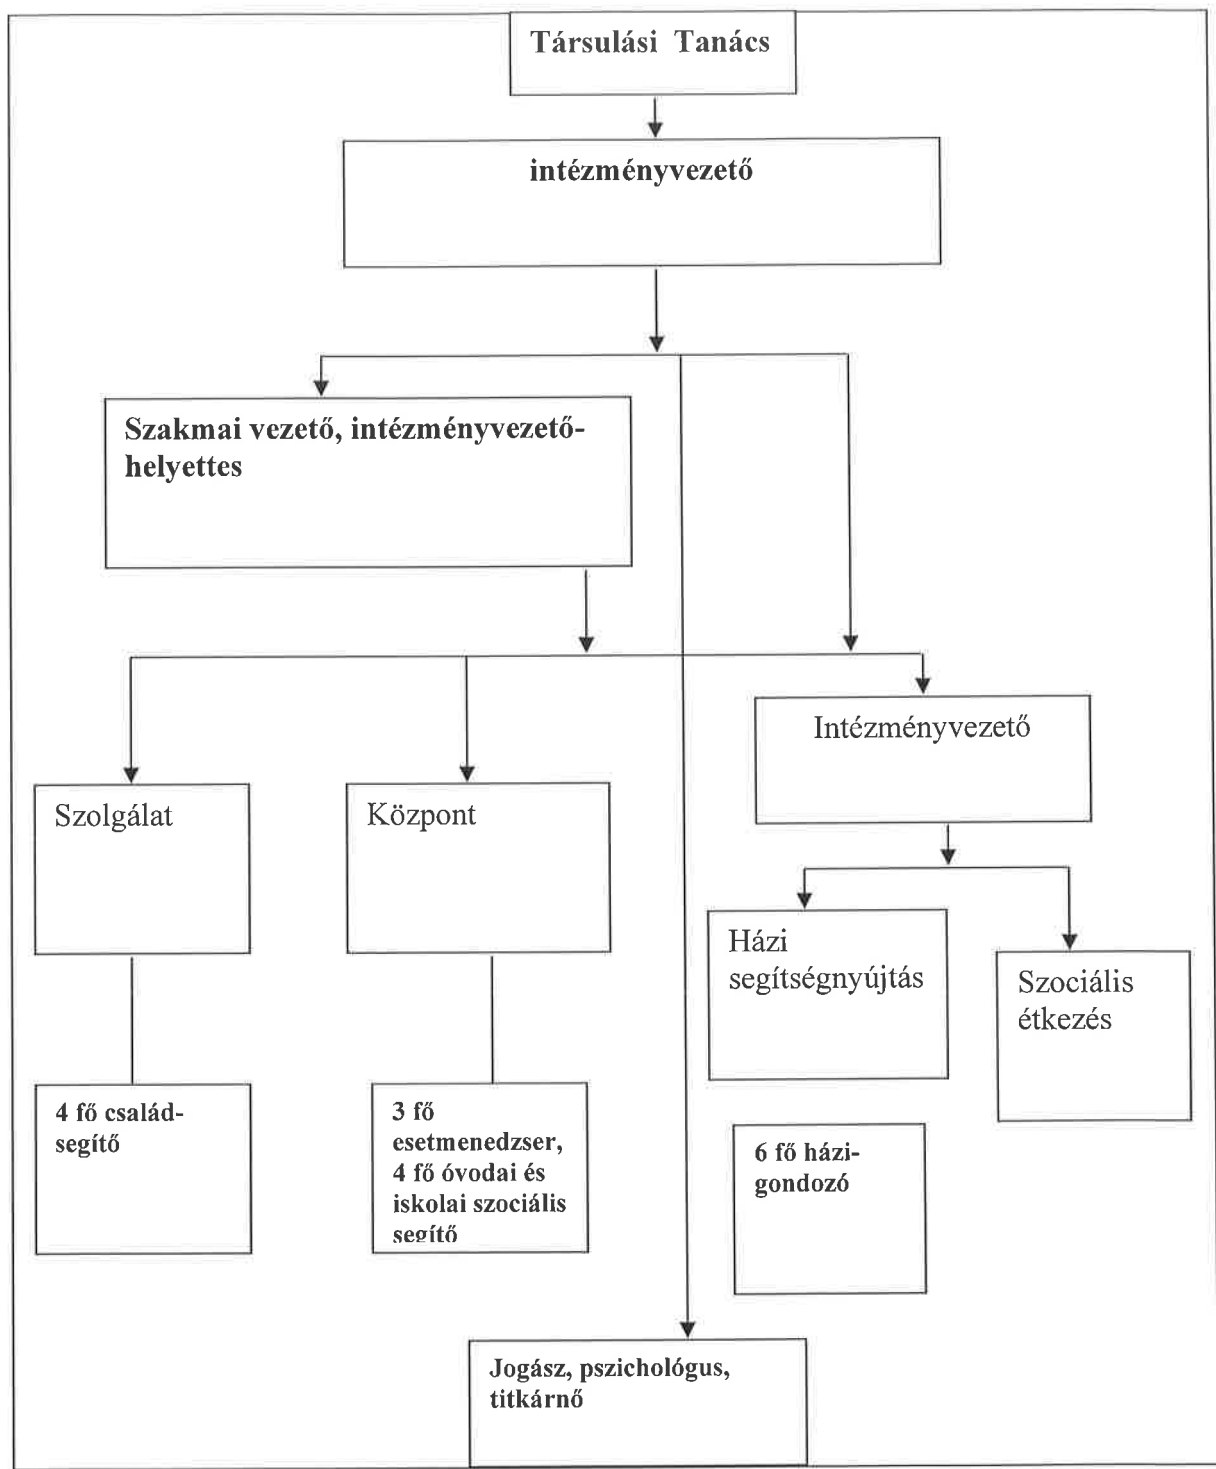 Társulási Tanács
intézményvezető
Szakmai vezető, intézményvezető-
helyettes
Intézményvezető
Szolgálat
Központ
Házi
segítségnyújtás
Szociális
étkezés
4 fő család-
segítő
3 fő
esetmenedzser,
4 fő óvodai és
iskolai szociális
segítő
6 fő házi-
gondozó
Jogász, pszichológus,
titkárnő